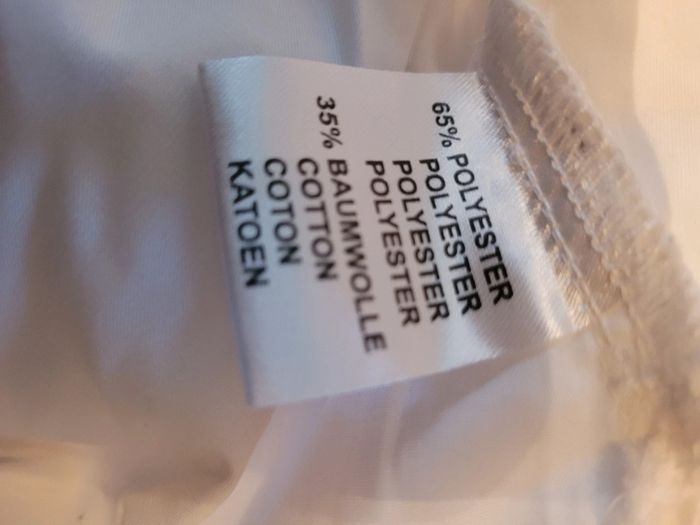 65% POLYESTER
POLYESTER
POLYESTER
POLYESTER
35% BAUMWOLLE
COTTON
COTON
KATOEN